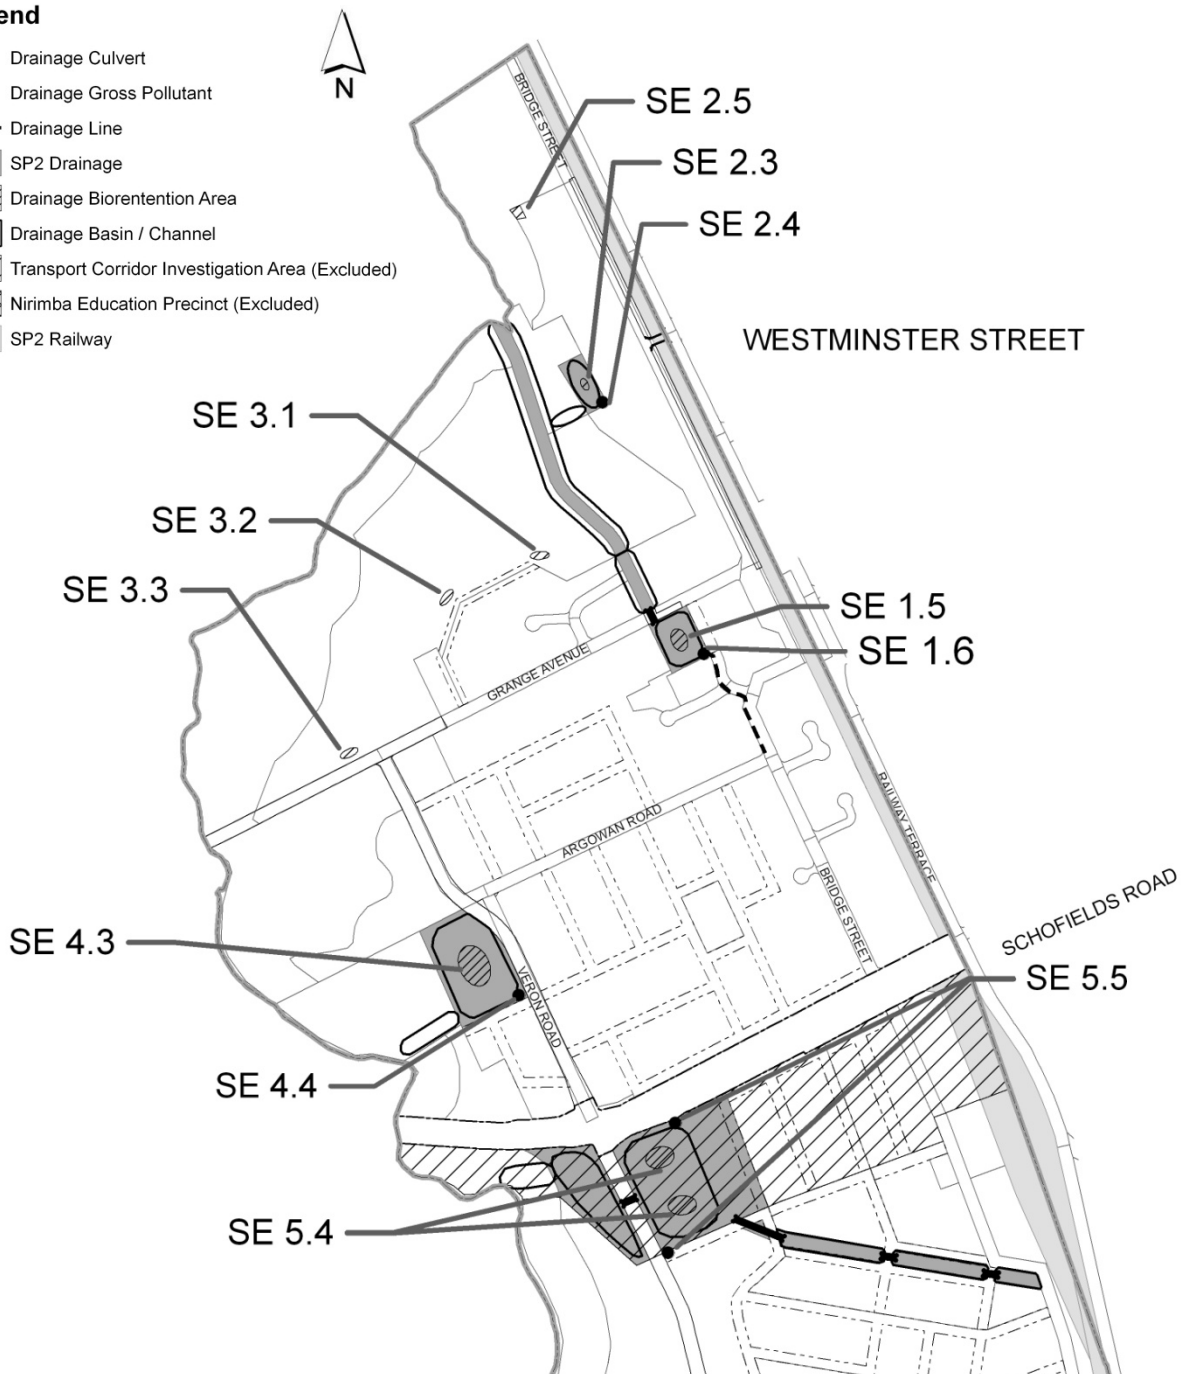 end
Drainage Culvert
Drainage Gross Pollutant
Drainage Line
SP2 Drainage
Drainage Biorentention Area
Drainage Basin / Channel
Transport Corridor Investigation Area (Excluded)
Nirimba Education Precinct (Excluded)
SP2 Railway
N
BRIDGE STREET
SE 2.5
SE 2.3
SE 2.4
WESTMINSTER STREET
SE 3.1
SE 3.2
SE 3.3
SE 1.5
SE 1.6
GRANGE AVENUE
RAILWAY TERRACE
ARGOWAN ROAD
BRIDGE STREET
SCHOFIELDS ROAD
SE 4.3
VERON ROAD
SE 5.5
SE 4.4
SE 5.4